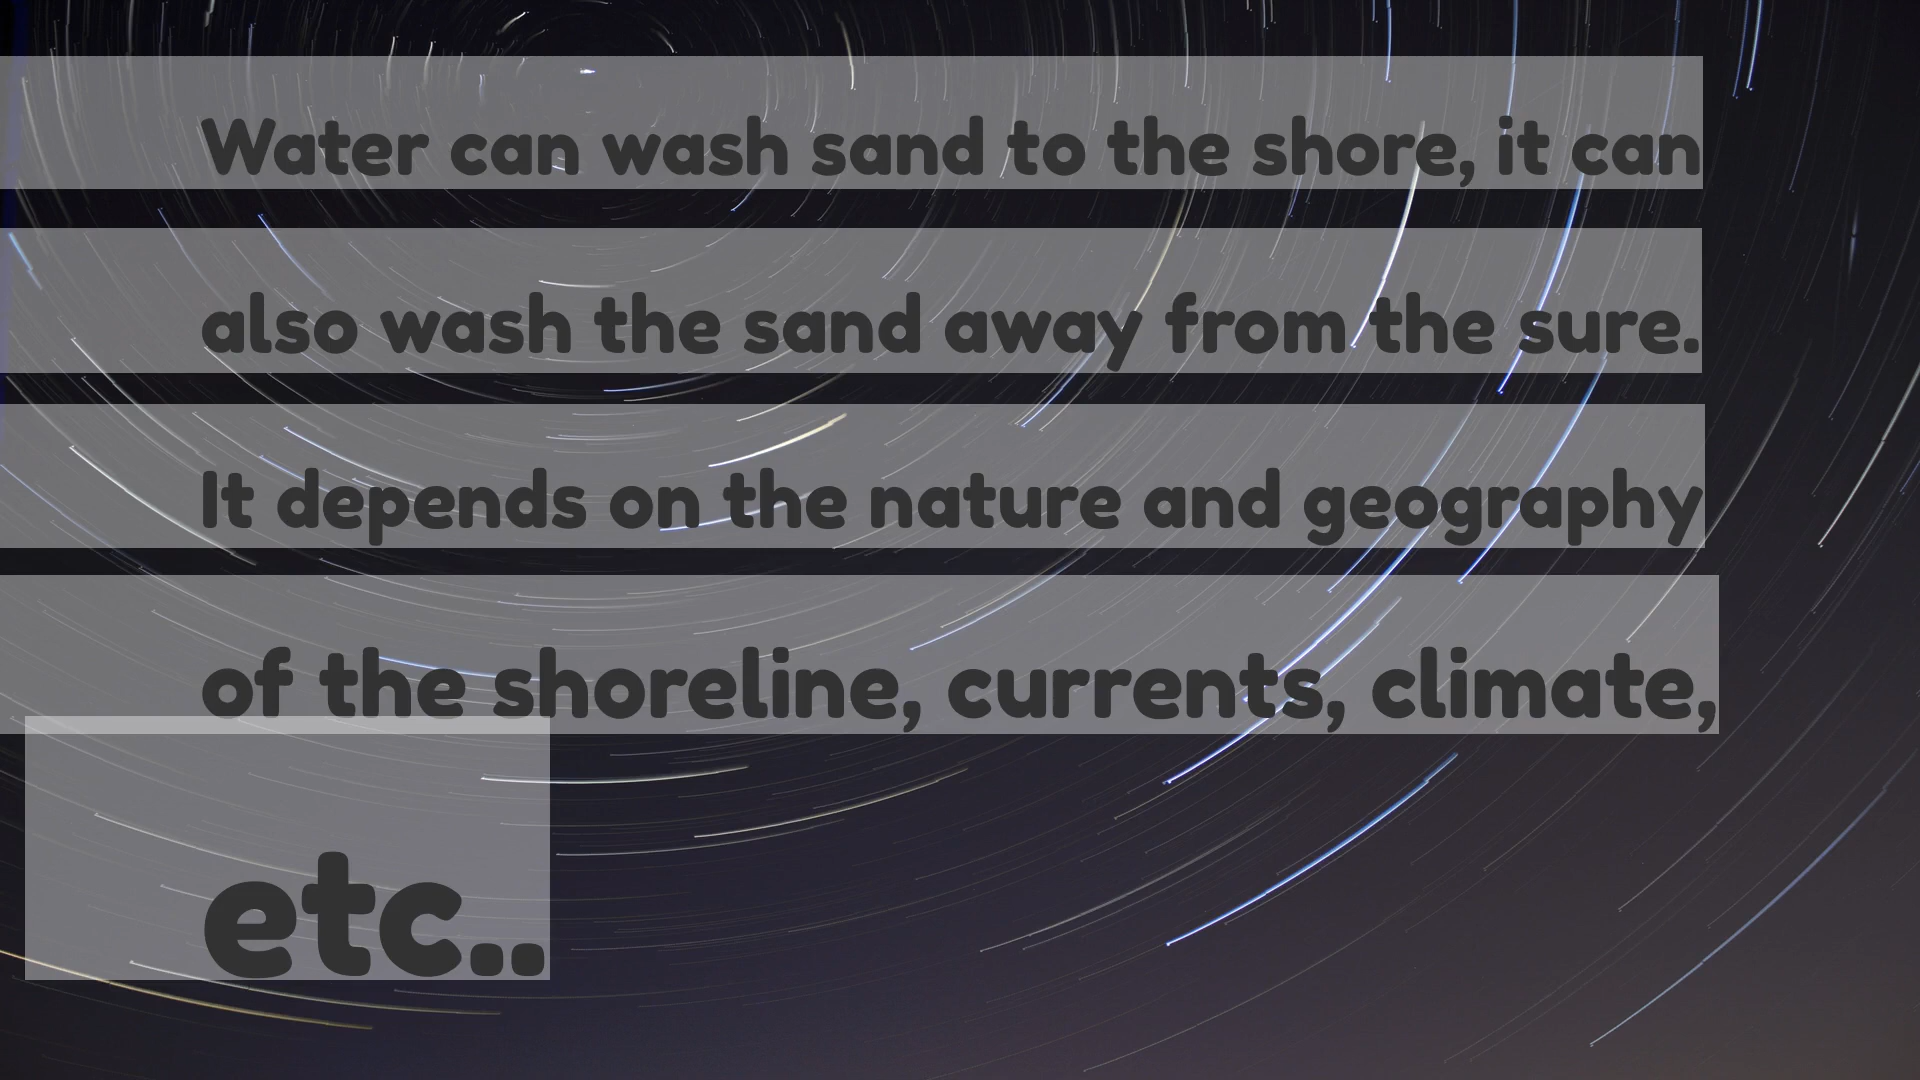 Water can wash sand to the shore, it can
also wash the sand away from the sure.
It depends on the nature and geography
of the shoreline, currents, climate,
etc..